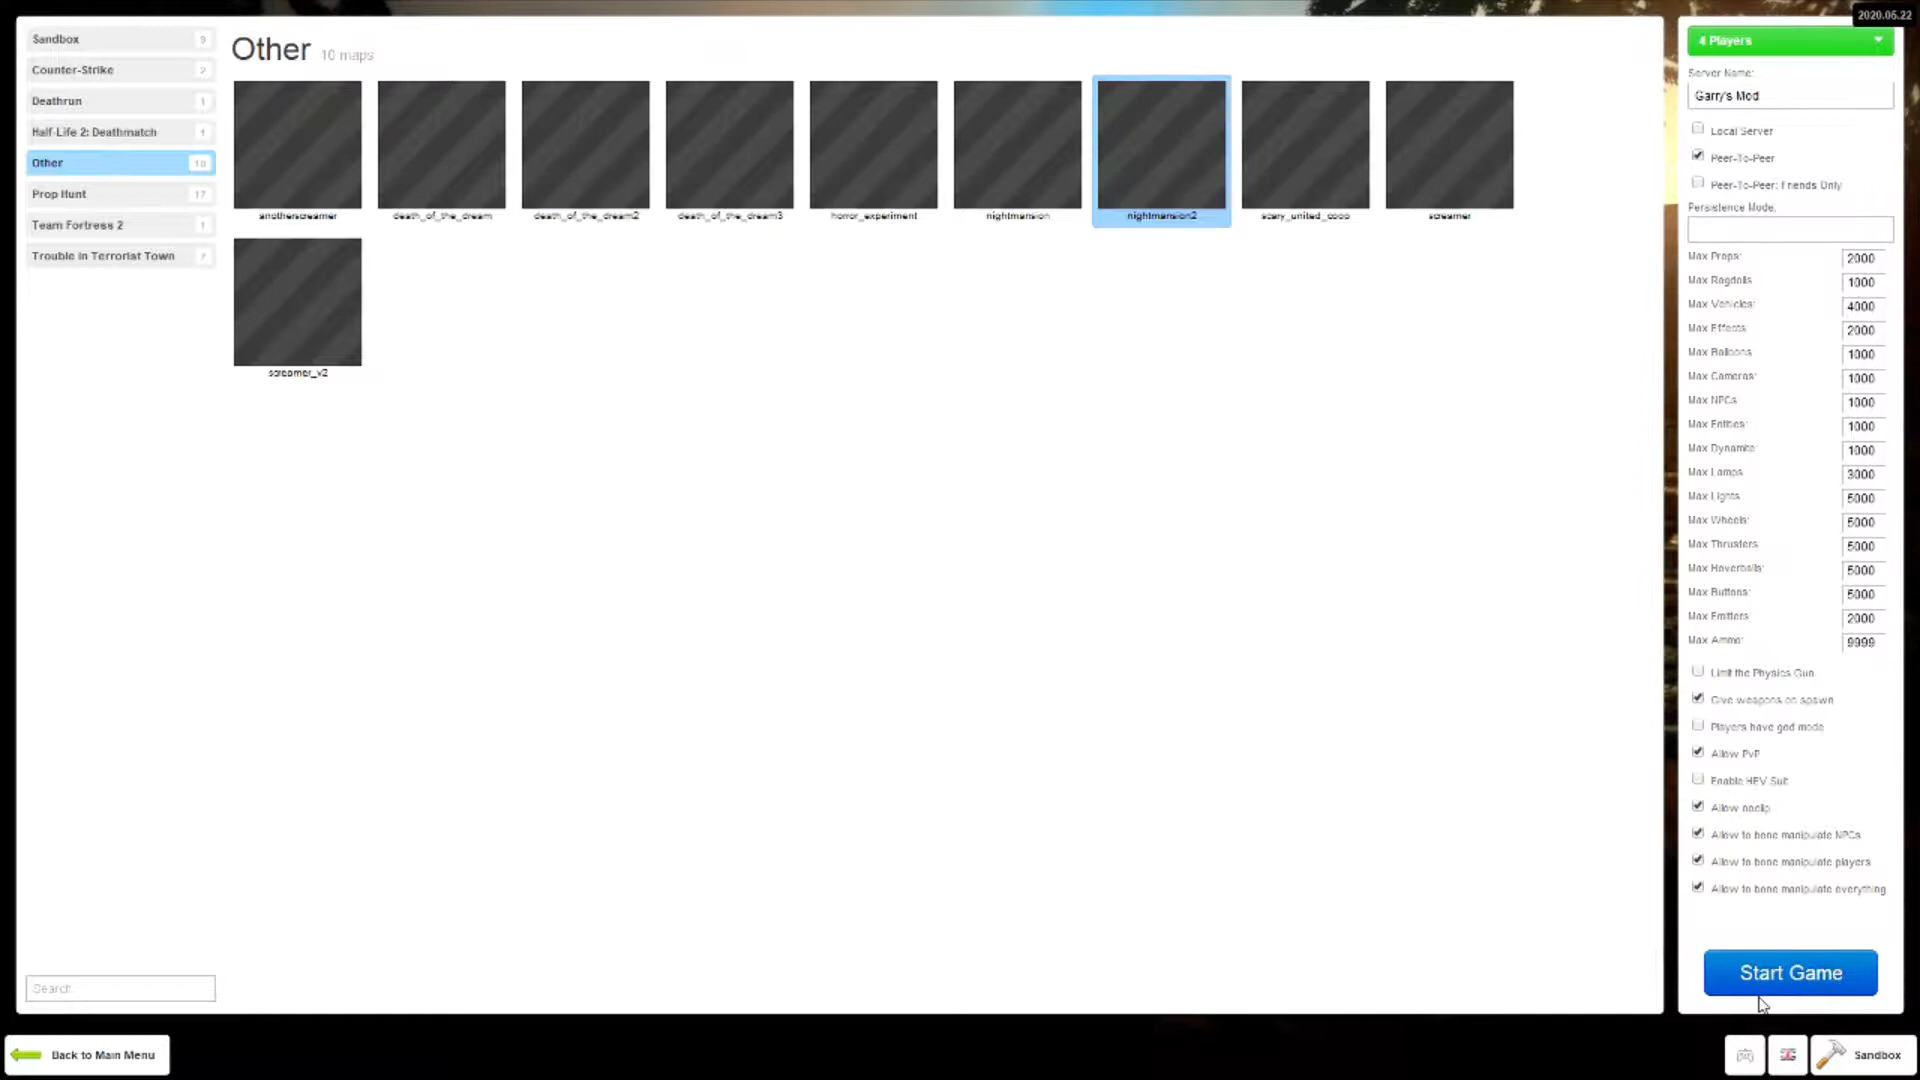 2020.05.22
Sandbox 9
Counter-Strike 2
Deathrun 1
Half-Life 2: Deathmatch 1
Other 10
Prop Hunt 17
Team Fortress 2 1
Trouble in Terrorist Town 7
Search
Other 10 maps
anotherscreamer
death_of_the_dream
death_of_the_dream2
death_of_the_dream3
horror_experiment
nightmansion
nightmansion2
scary_united_coop
screamer
screamer_v2
4 Players
Server Name:
Garry's Mod
Local Server
Peer-To-Peer
Peer-To-Peer: Friends Only
Persistence Mode:
Max Props: 2000
Max Ragdolls 1000
Max Vehicles: 4000
Max Effects 2000
Max Balloons 1000
Max Cameras: 1000
Max NPCs 1000
Max Entities: 1000
Max Dynamite: 1000
Max Lamps 3000
Max Lights 5000
Max Wheels: 5000
Max Thrusters 5000
Max Hoverballs: 5000
Max Buttons: 5000
Max Emitters 2000
Max Ammo: 9999
Limit the Physics Gun
Give weapons on spawn
Players have god mode
Allow PvP
Enable HEV Suit
Allow noclip
Allow to bone manipulate NPCs
Allow to bone manipulate players
Allow to bone manipulate everything
Start Game
Back to Main Menu
Sandbox